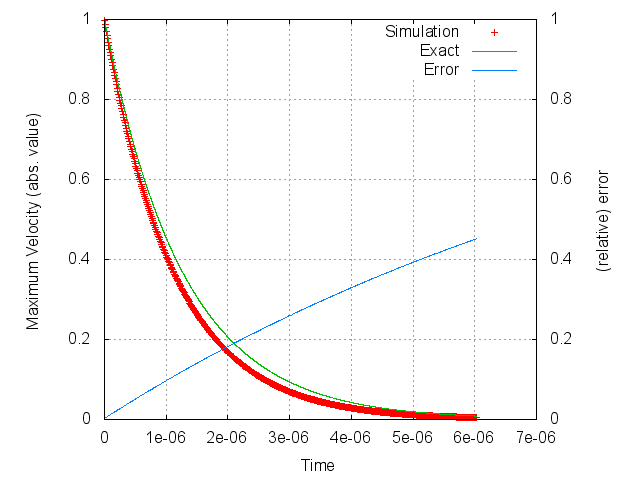 1 1
Simulation
Exact
Error
0.8 0.8
0.6 0.6
Maximum Velocity (abs. value)
(relative) error
0.4 0.4
0.2 0.2
0 0
0 1e-06 2e-06 3e-06 4e-06 5e-06 6e-06 7e-06
Time